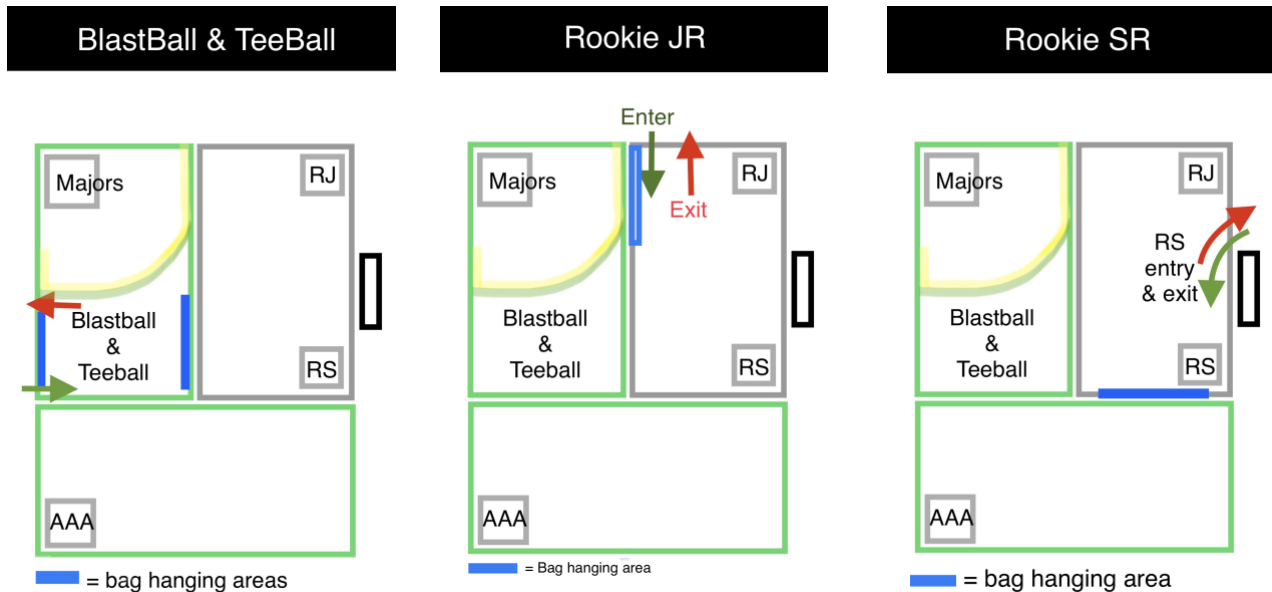 BlastBall & TeeBall
Majors
RJ
Blastball
&
Teeball
RS
AAA
= bag hanging areas
Rookie JR
Enter
Exit
Majors
RJ
Blastball
&
Teeball
RS
AAA
= Bag hanging area
Rookie SR
Majors
RJ
RS
entry
& exit
Blastball
&
Teeball
RS
AAA
= bag hanging area